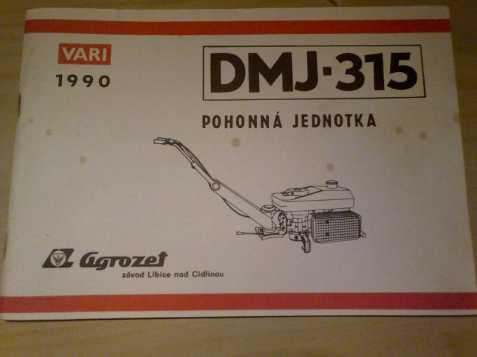 VARI
1990
DMJ-315
POHONNÁ JEDNOTKA
agrozet
závod Libice nad Cidlinou